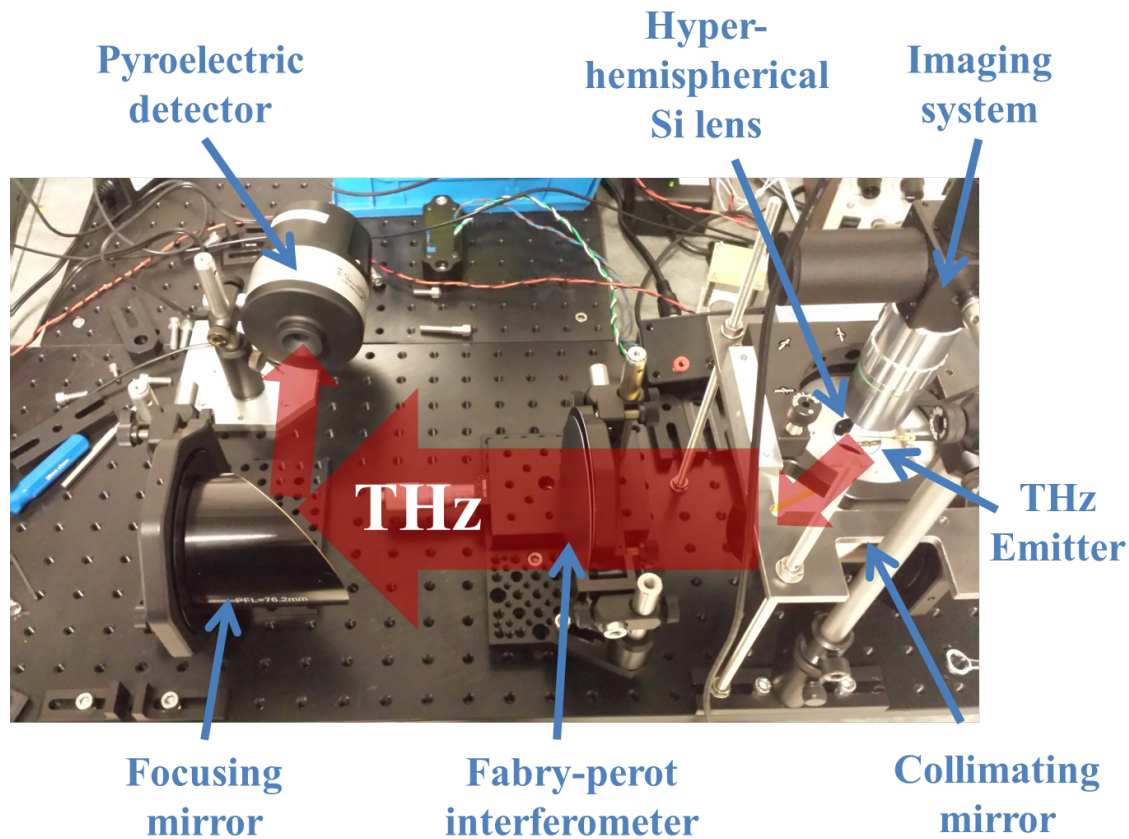 Pyroelectric
detector
Hyper-
hemispherical
Si lens
Imaging
system
THz
THz
Emitter
PFL=76.2mm
Focusing
mirror
Fabry-perot
interferometer
Collimating
mirror